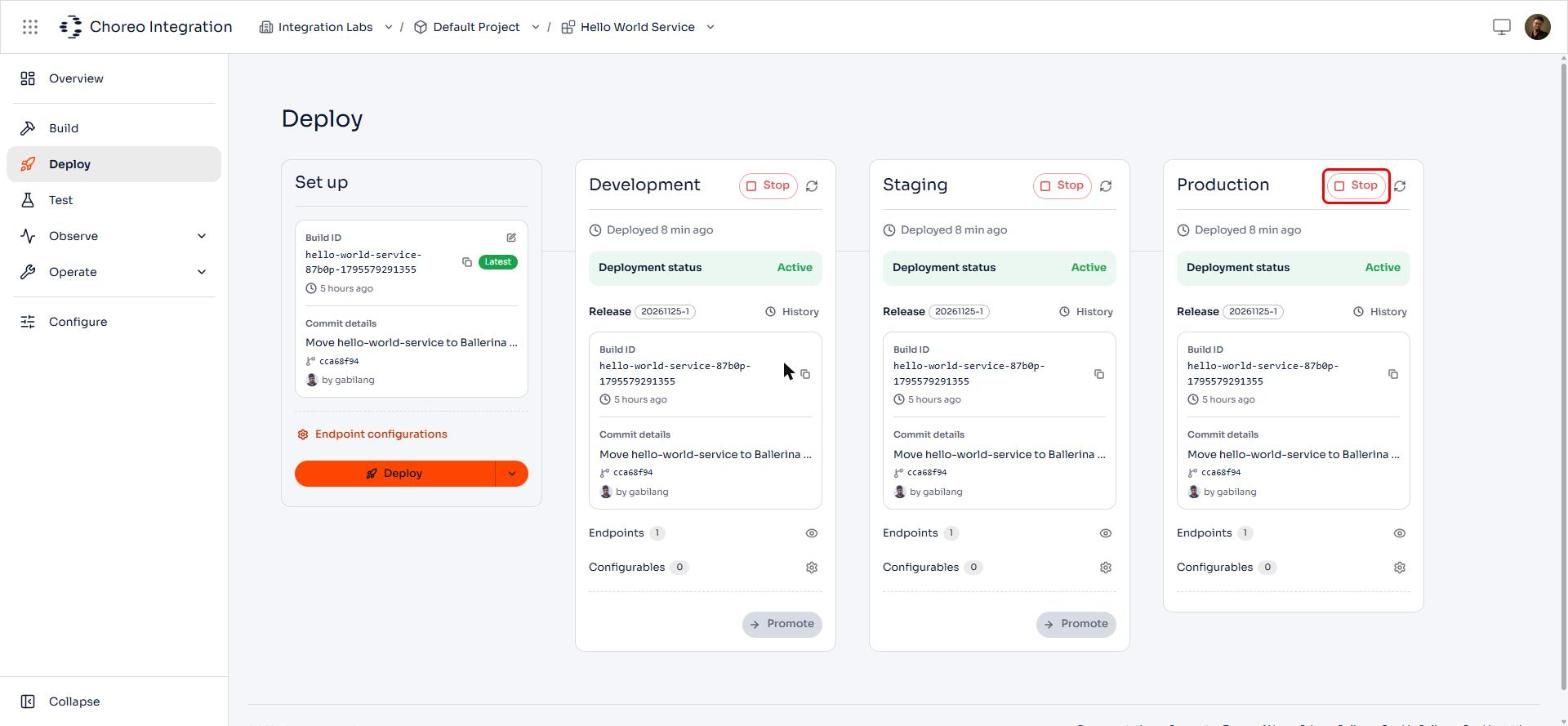 Choreo Integration
Integration Labs / Default Project / Hello World Service
Overview
Build
Deploy
Test
Observe
Operate
Configure
Collapse
Deploy
Set up
Build ID
hello-world-service-
87b0p-1795579291355
Latest
5 hours ago
Commit details
Move hello-world-service to Ballerina ...
cca68f94
by gabilang
Endpoint configurations
Deploy
Development
Stop
Deployed 8 min ago
Deployment status Active
Release 20261125-1 History
Build ID
hello-world-service-87b0p-
1795579291355
5 hours ago
Commit details
Move hello-world-service to Ballerina ...
cca68f94
by gabilang
Endpoints 1
Configurables 0
Promote
Staging
Stop
Deployed 8 min ago
Deployment status Active
Release 20261125-1 History
Build ID
hello-world-service-87b0p-
1795579291355
5 hours ago
Commit details
Move hello-world-service to Ballerina ...
cca68f94
by gabilang
Endpoints 1
Configurables 0
Promote
Production
Stop
Deployed 8 min ago
Deployment status Active
Release 20261125-1 History
Build ID
hello-world-service-87b0p-
1795579291355
5 hours ago
Commit details
Move hello-world-service to Ballerina ...
cca68f94
by gabilang
Endpoints 1
Configurables 0